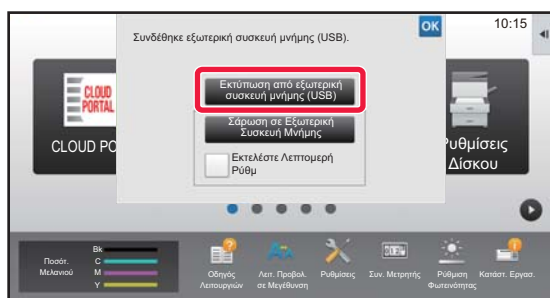 Συνδέθηκε εξωτερική συσκευή μνήμης (USB).
OK
10:15
Εκτύπωση από εξωτερική
συσκευή μνήμης (USB)
Σάρωση σε Εξωτερική
Συσκευή Μνήμης
Εκτελέστε Λεπτομερή
Ρύθμ
CLOUD
PORTAL
CLOUD PO
Ρυθμίσεις
Δίσκου
Ποσότ.
Μελανιού
Bk
C
M
Y
Οδηγός
Λειτουργιών
Λειτ. Προβολ.
σε Μεγέθυνση
Ρυθμίσεις
Συν. Μετρητής
Ρύθμιση
Φωτεινότητας
Κατάστ. Εργασ.